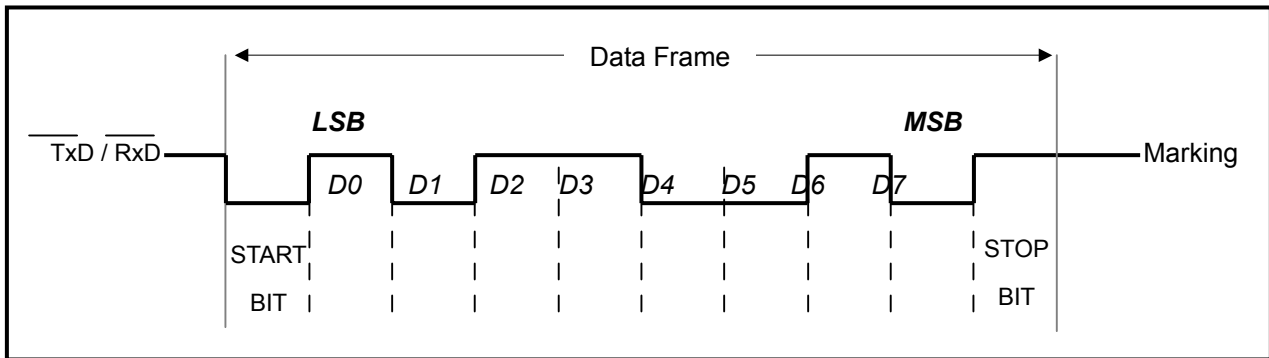 Data Frame
LSB MSB
TxD / RxD Marking
D0 D1 D2 D3 D4 D5 D6 D7
START STOP
BIT BIT